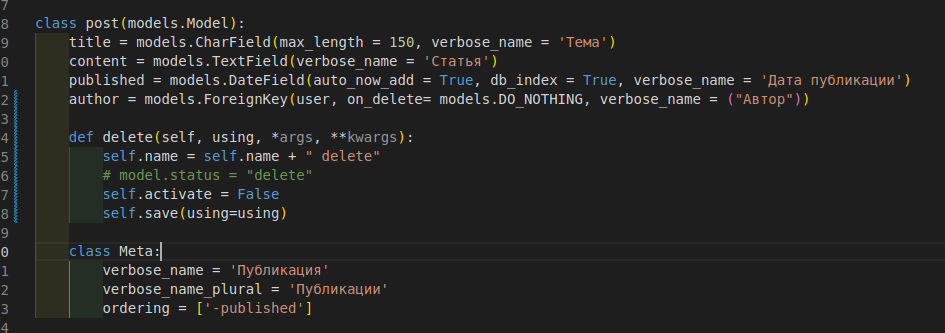 7
8 class post(models.Model):
9     title = models.CharField(max_length = 150, verbose_name = 'Тема')
0     content = models.TextField(verbose_name = 'Статья')
1     published = models.DateField(auto_now_add = True, db_index = True, verbose_name = 'Дата публикации')
2     author = models.ForeignKey(user, on_delete= models.DO_NOTHING, verbose_name = ("Автор"))
3
4     def delete(self, using, *args, **kwargs):
5         self.name = self.name + " delete"
6         # model.status = "delete"
7         self.activate = False
8         self.save(using=using)
9
0     class Meta:
1         verbose_name = 'Публикация'
2         verbose_name_plural = 'Публикации'
3         ordering = ['-published']
4